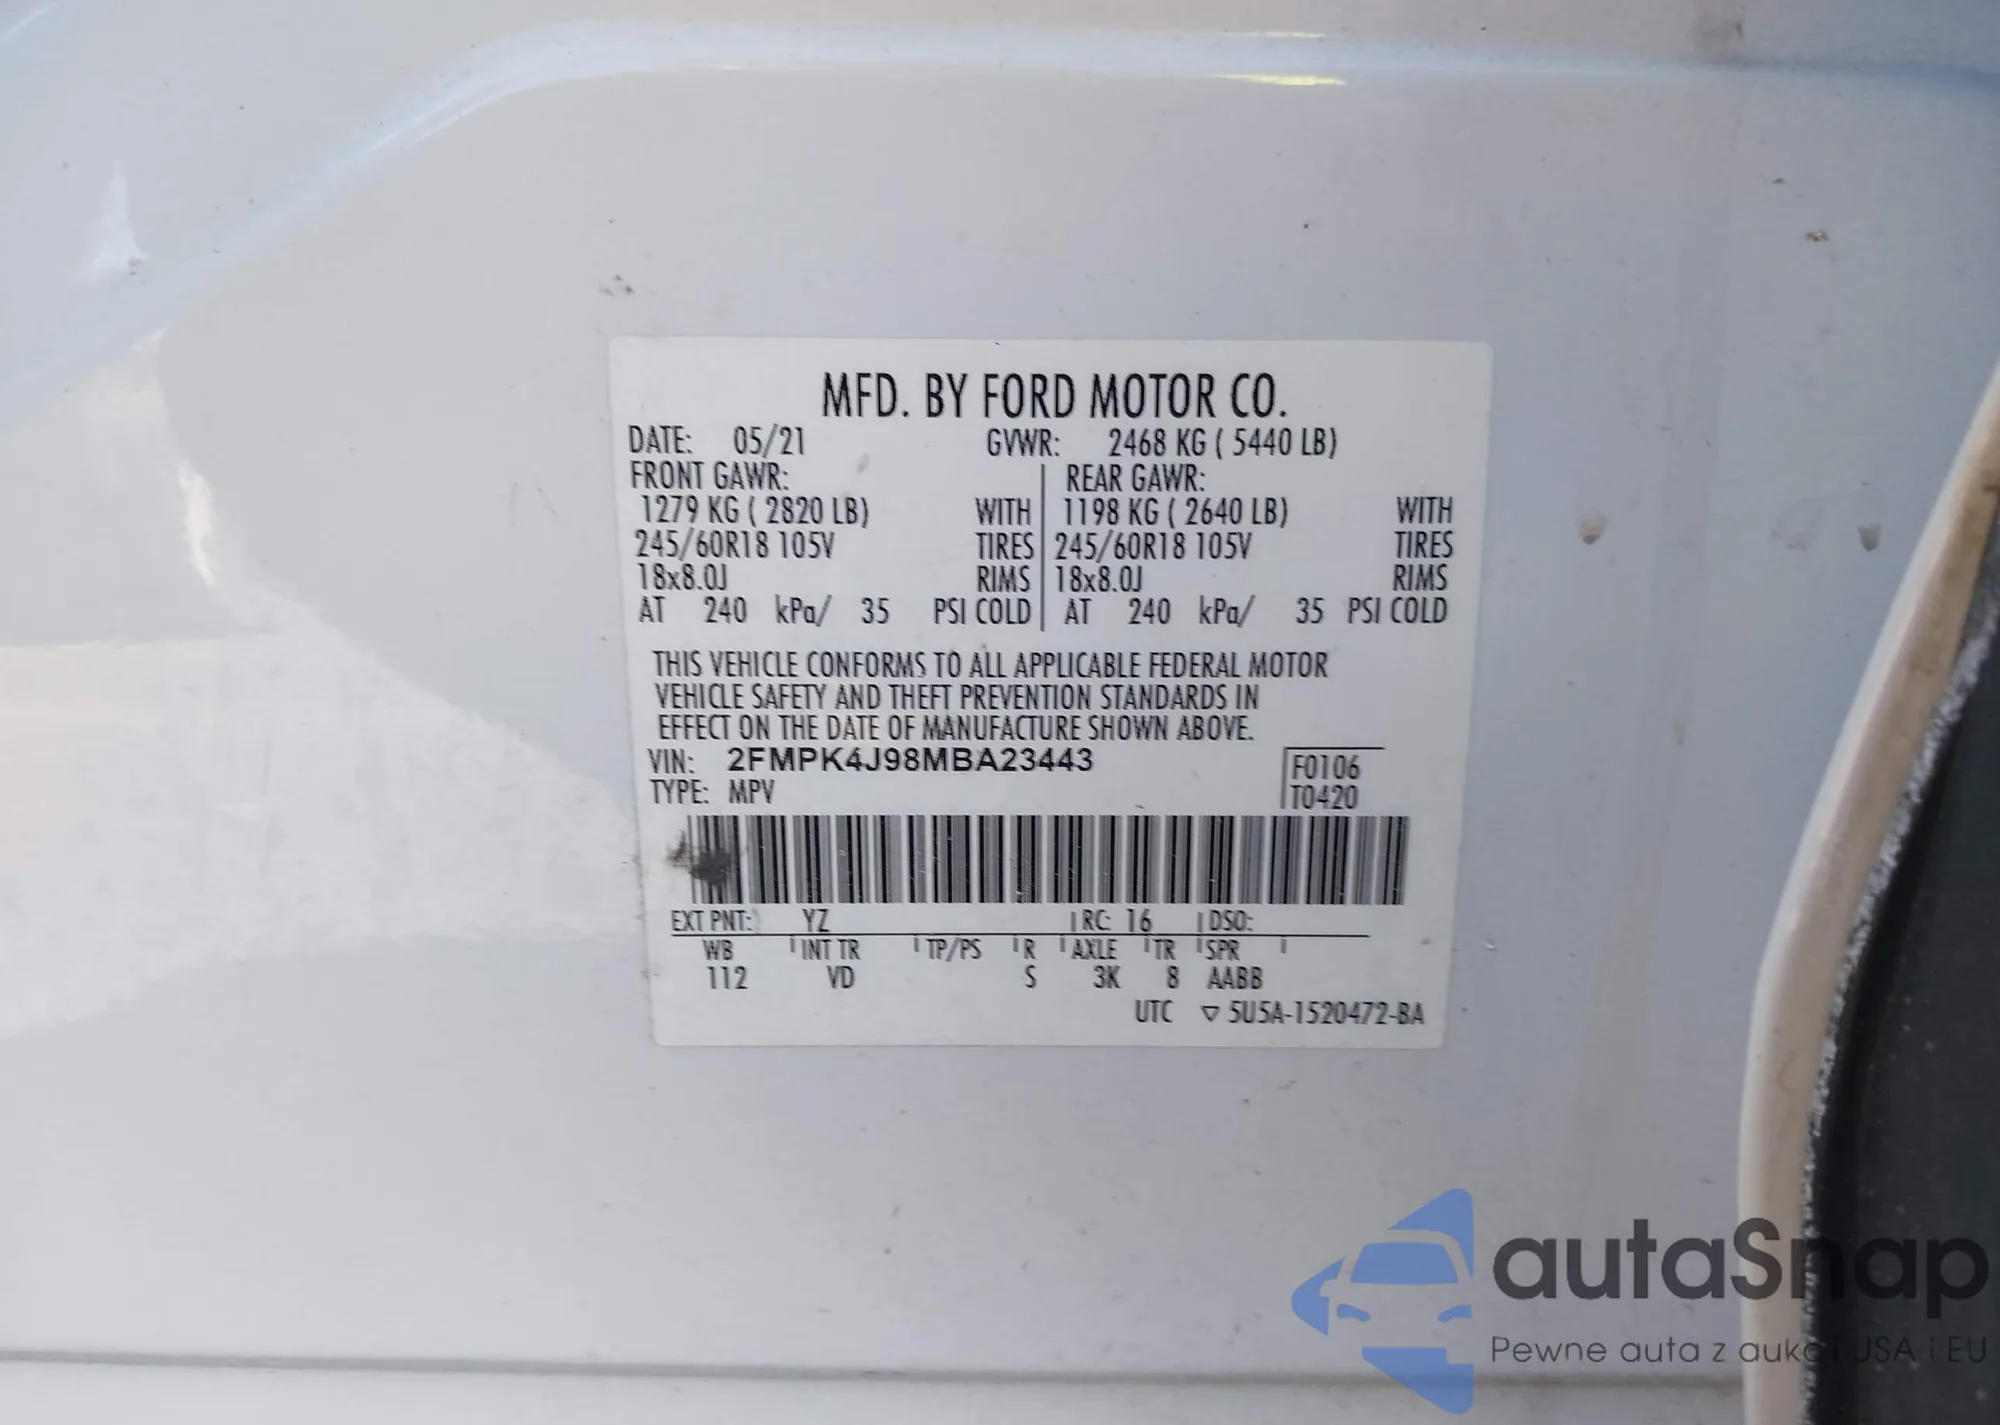 MFD. BY FORD MOTOR CO.
DATE: 05/21 GVWR: 2468 KG ( 5440 LB)
FRONT GAWR: REAR GAWR:
1279 KG ( 2820 LB) WITH 1198 KG ( 2640 LB) WITH
245/60R18 105V TIRES 245/60R18 105V TIRES
18x8.0J RIMS 18x8.0J RIMS
AT 240 kPa/ 35 PSI COLD AT 240 kPa/ 35 PSI COLD
THIS VEHICLE CONFORMS TO ALL APPLICABLE FEDERAL MOTOR
VEHICLE SAFETY AND THEFT PREVENTION STANDARDS IN
EFFECT ON THE DATE OF MANUFACTURE SHOWN ABOVE.
VIN: 2FMPK4J98MBA23443 F0106
TYPE: MPV T0420
EXT PNT: YZ RC: 16 DSO:
WB INT TR TP/PS R AXLE TR SPR
112 VD S 3K 8 AABB
UTC ▽ 5U5A-1520472-BA
autaSnap
Pewne auta z aukcji USA i EU